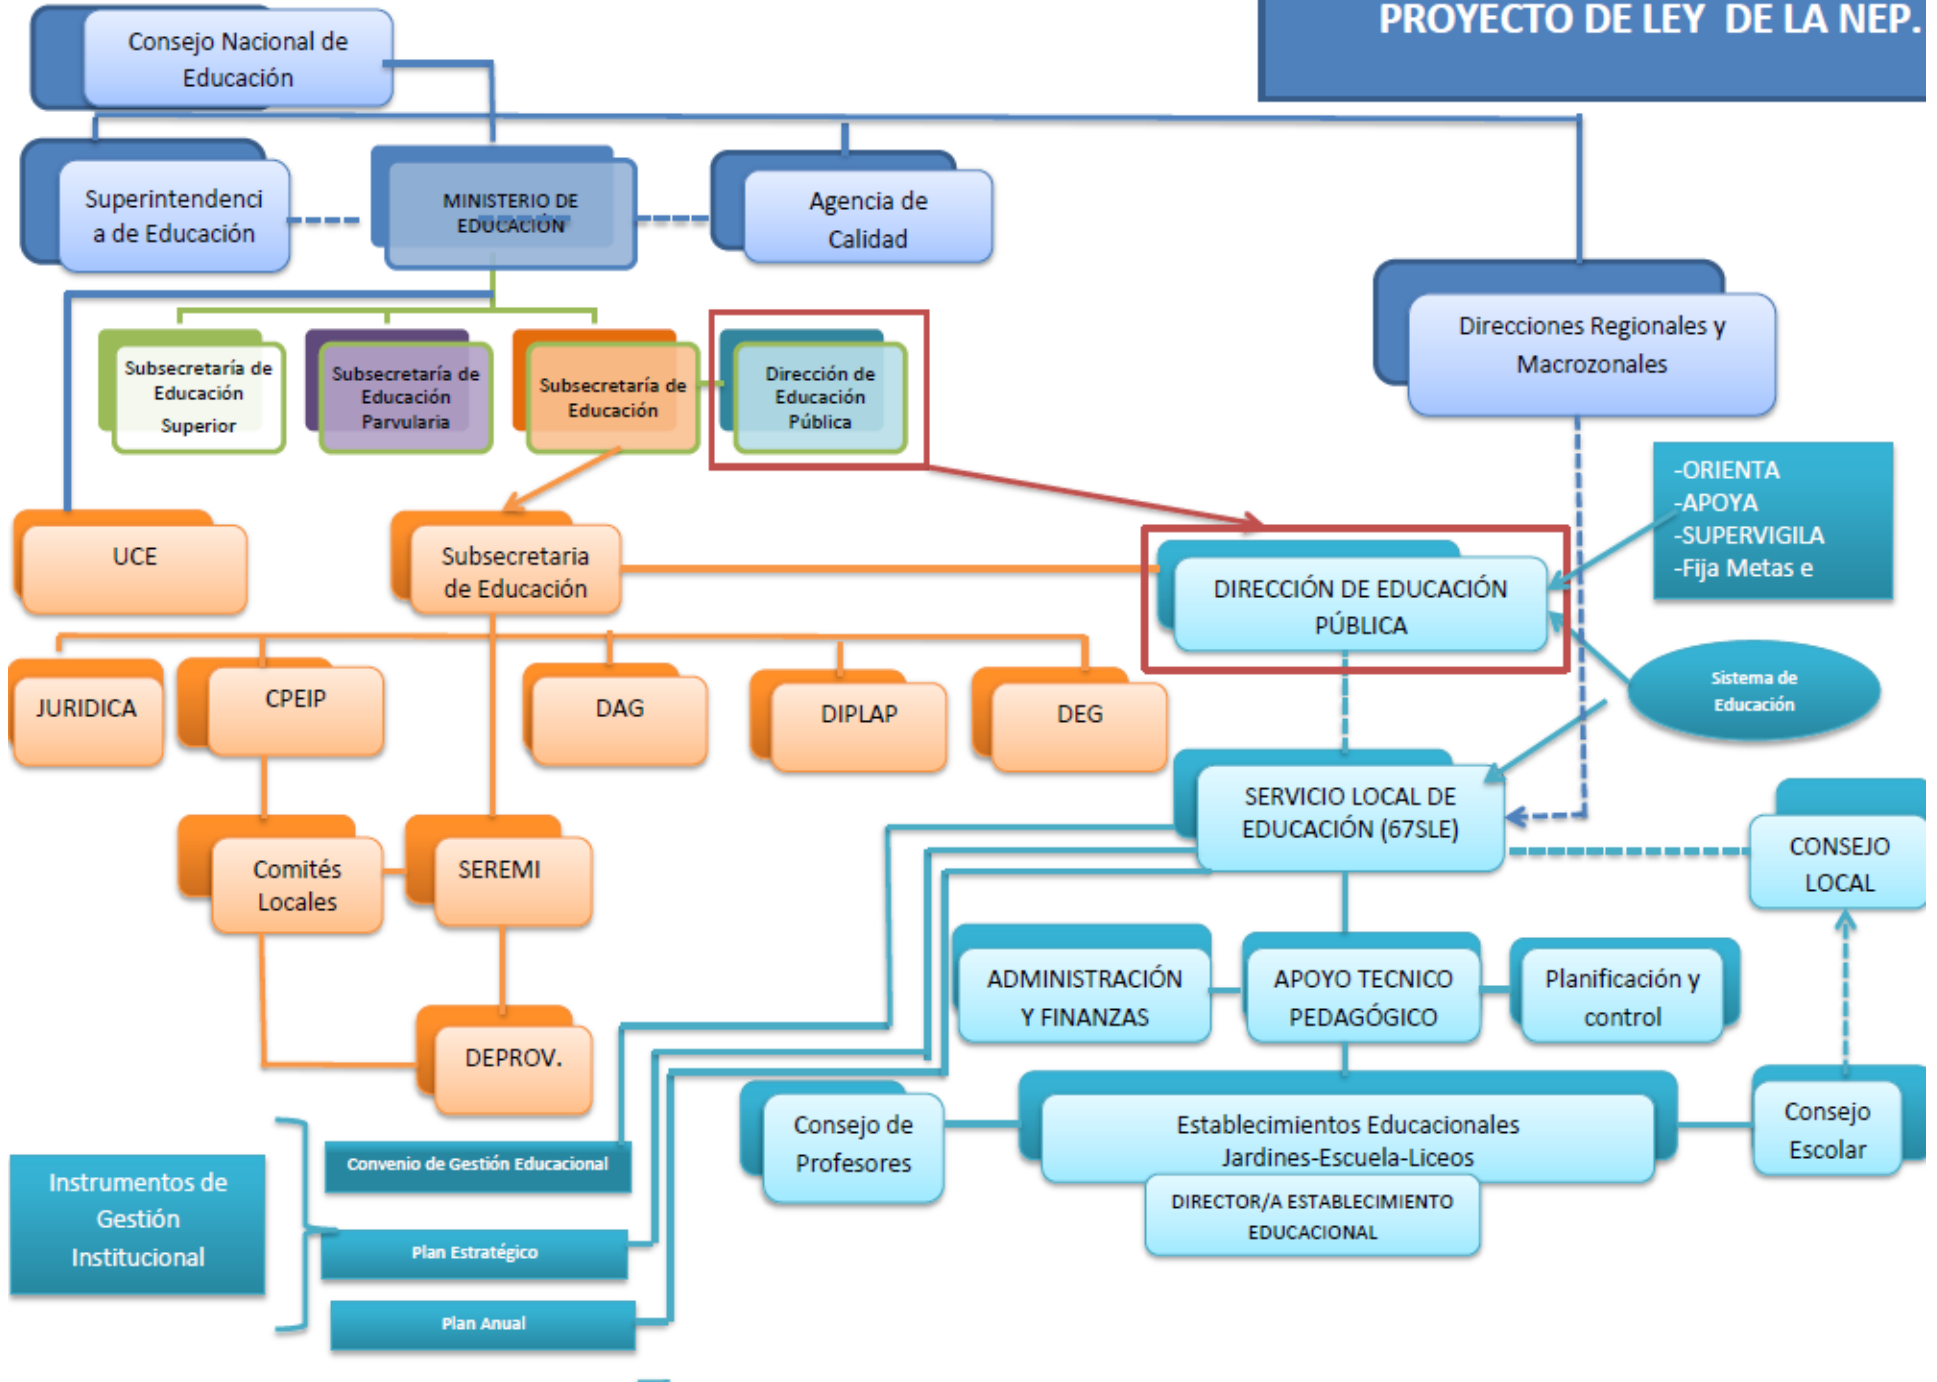 PROYECTO DE LEY DE LA NEP.
Consejo Nacional de
Educación
Superintendenci
a de Educación
MINISTERIO DE
EDUCACIÓN
Agencia de
Calidad
Direcciones Regionales y
Macrozonales
Subsecretaría de
Educación
Superior
Subsecretaría de
Educación
Parvularia
Subsecretaría de
Educación
Dirección de
Educación
Pública
-ORIENTA
-APOYA
-SUPERVIGILA
-Fija Metas e
UCE
Subsecretaria
de Educación
DIRECCIÓN DE EDUCACIÓN
PÚBLICA
Sistema de
Educación
JURIDICA
CPEIP
DAG
DIPLAP
DEG
SERVICIO LOCAL DE
EDUCACIÓN (67SLE)
CONSEJO
LOCAL
Comités
Locales
SEREMI
ADMINISTRACIÓN
Y FINANZAS
APOYO TECNICO
PEDAGÓGICO
Planificación y
control
DEPROV.
Consejo de
Profesores
Establecimientos Educacionales
Jardines-Escuela-Liceos
DIRECTOR/A ESTABLECIMIENTO
EDUCACIONAL
Consejo
Escolar
Instrumentos de
Gestión
Institucional
Convenio de Gestión Educacional
Plan Estratégico
Plan Anual